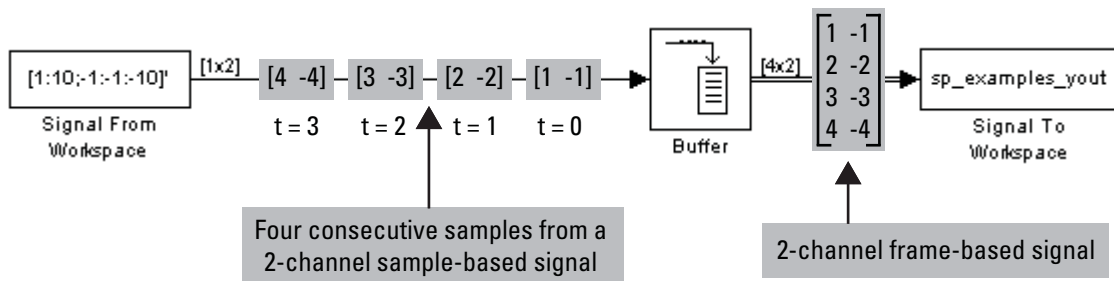 [1:10;-1:-1:-10]'
Signal From
Workspace
[1x2]
[4 -4]
[3 -3]
[2 -2]
[1 -1]
t = 3
t = 2
t = 1
t = 0
Buffer
[4x2]
1 -1
2 -2
3 -3
4 -4
sp_examples_yout
Signal To
Workspace
Four consecutive samples from a
2-channel sample-based signal
2-channel frame-based signal